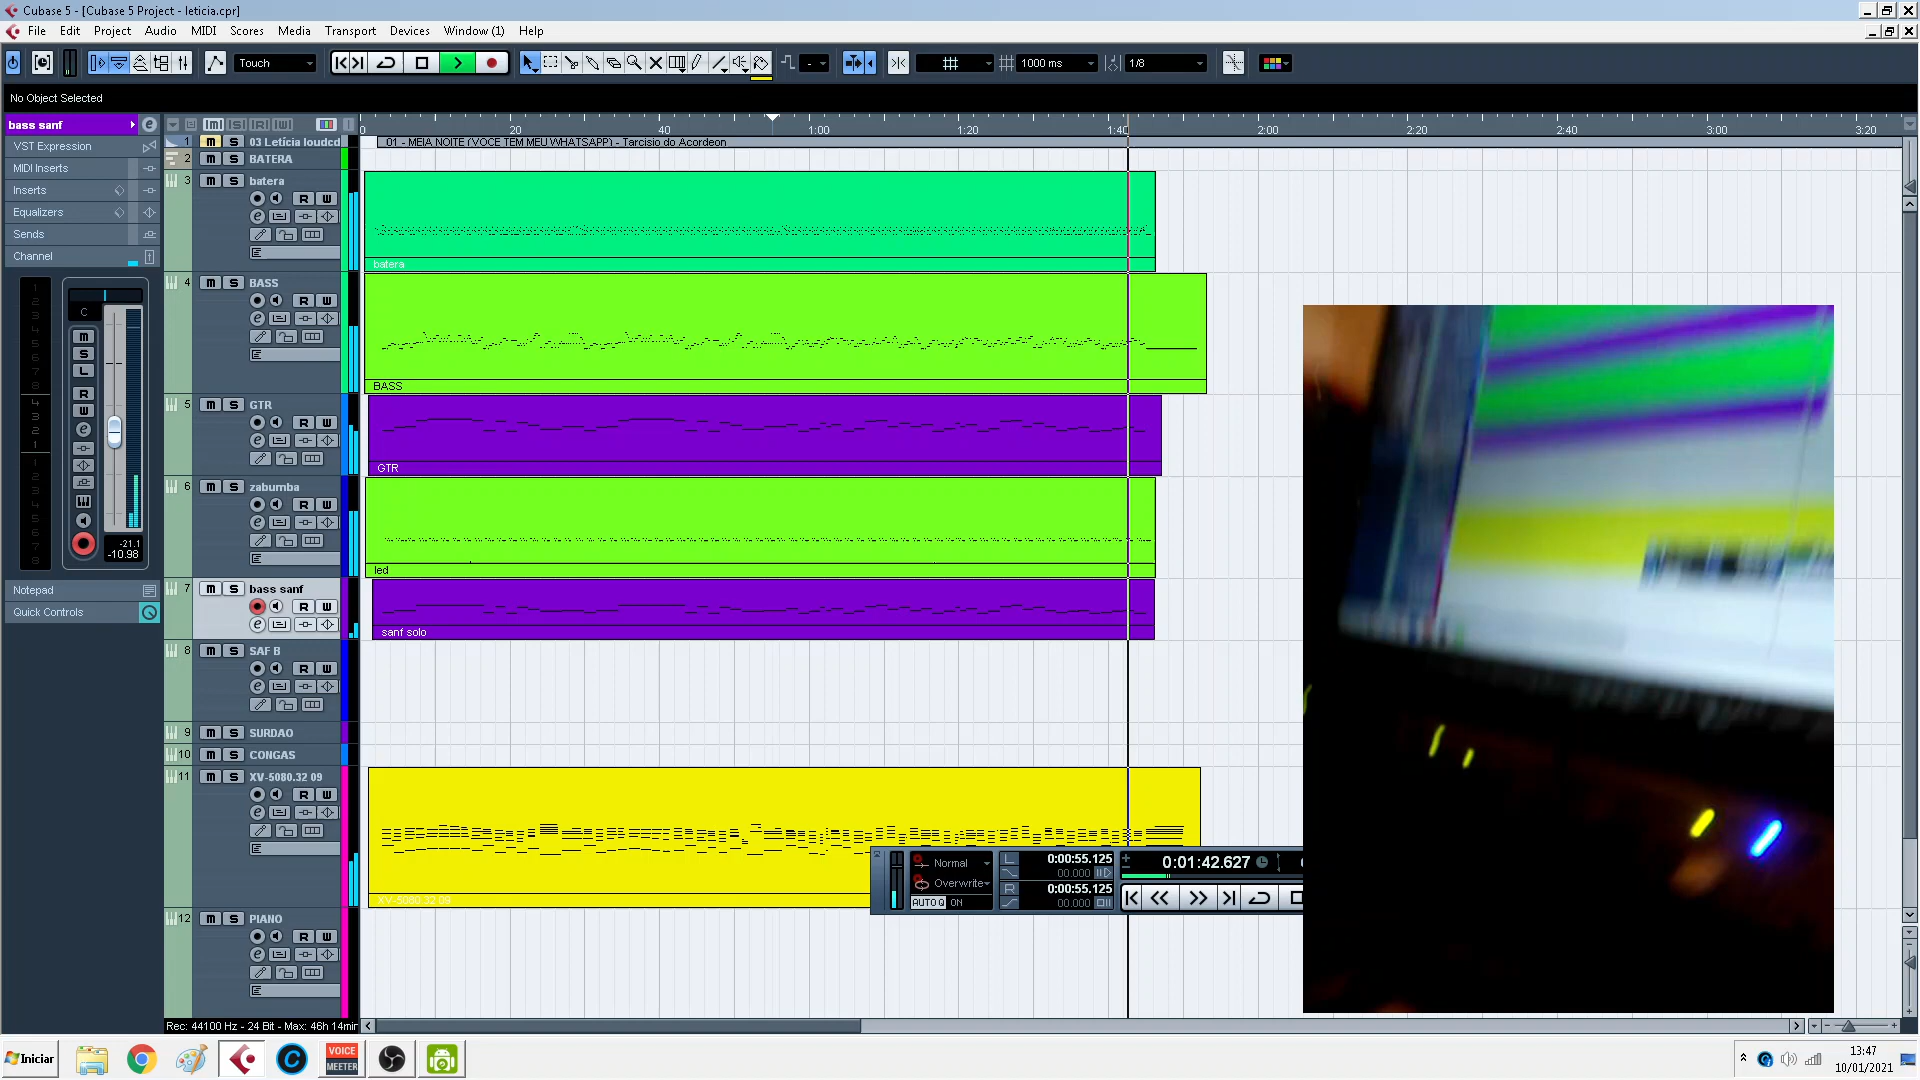 Cubase 5 - [Cubase 5 Project - leticia.cpr]
File Edit Project Audio MIDI Scores Media Transport Devices Window (1) Help
Touch
1000 ms
1/8
No Object Selected
bass sanf
VST Expression
MIDI Inserts
Inserts
Equalizers
Sends
Channel
C
-21.1
-10.98
Notepad
Quick Controls
0 20 40 1:00 1:20 1:40 2:00 2:20 2:40 3:00 3:20
1 m S 03 Leticia loudcd
01 - MEIA NOITE (VOCE TEM MEU WHATSAPP) - Tarcisio do Acordeon
2 m S BATERA
3 m S batera
R W
batera
4 m S BASS
R W
BASS
5 m S GTR
R W
GTR
6 m S zabumba
R W
led
7 m S bass sanf
R W
sanf solo
8 m S SAF B
R W
9 m S SURDAO
10 m S CONGAS
11 m S XV-5080.32 09
R W
XV-5080.32 09
12 m S PIANO
R W
Normal
Overwrite
AUTO Q ON
L 0:00:55.125
00.000
R 0:00:55.125
00.000
0:01:42.627
Rec: 44100 Hz - 24 Bit - Max: 46h 14min
Iniciar
VOICE
MEETER
13:47
10/01/2021